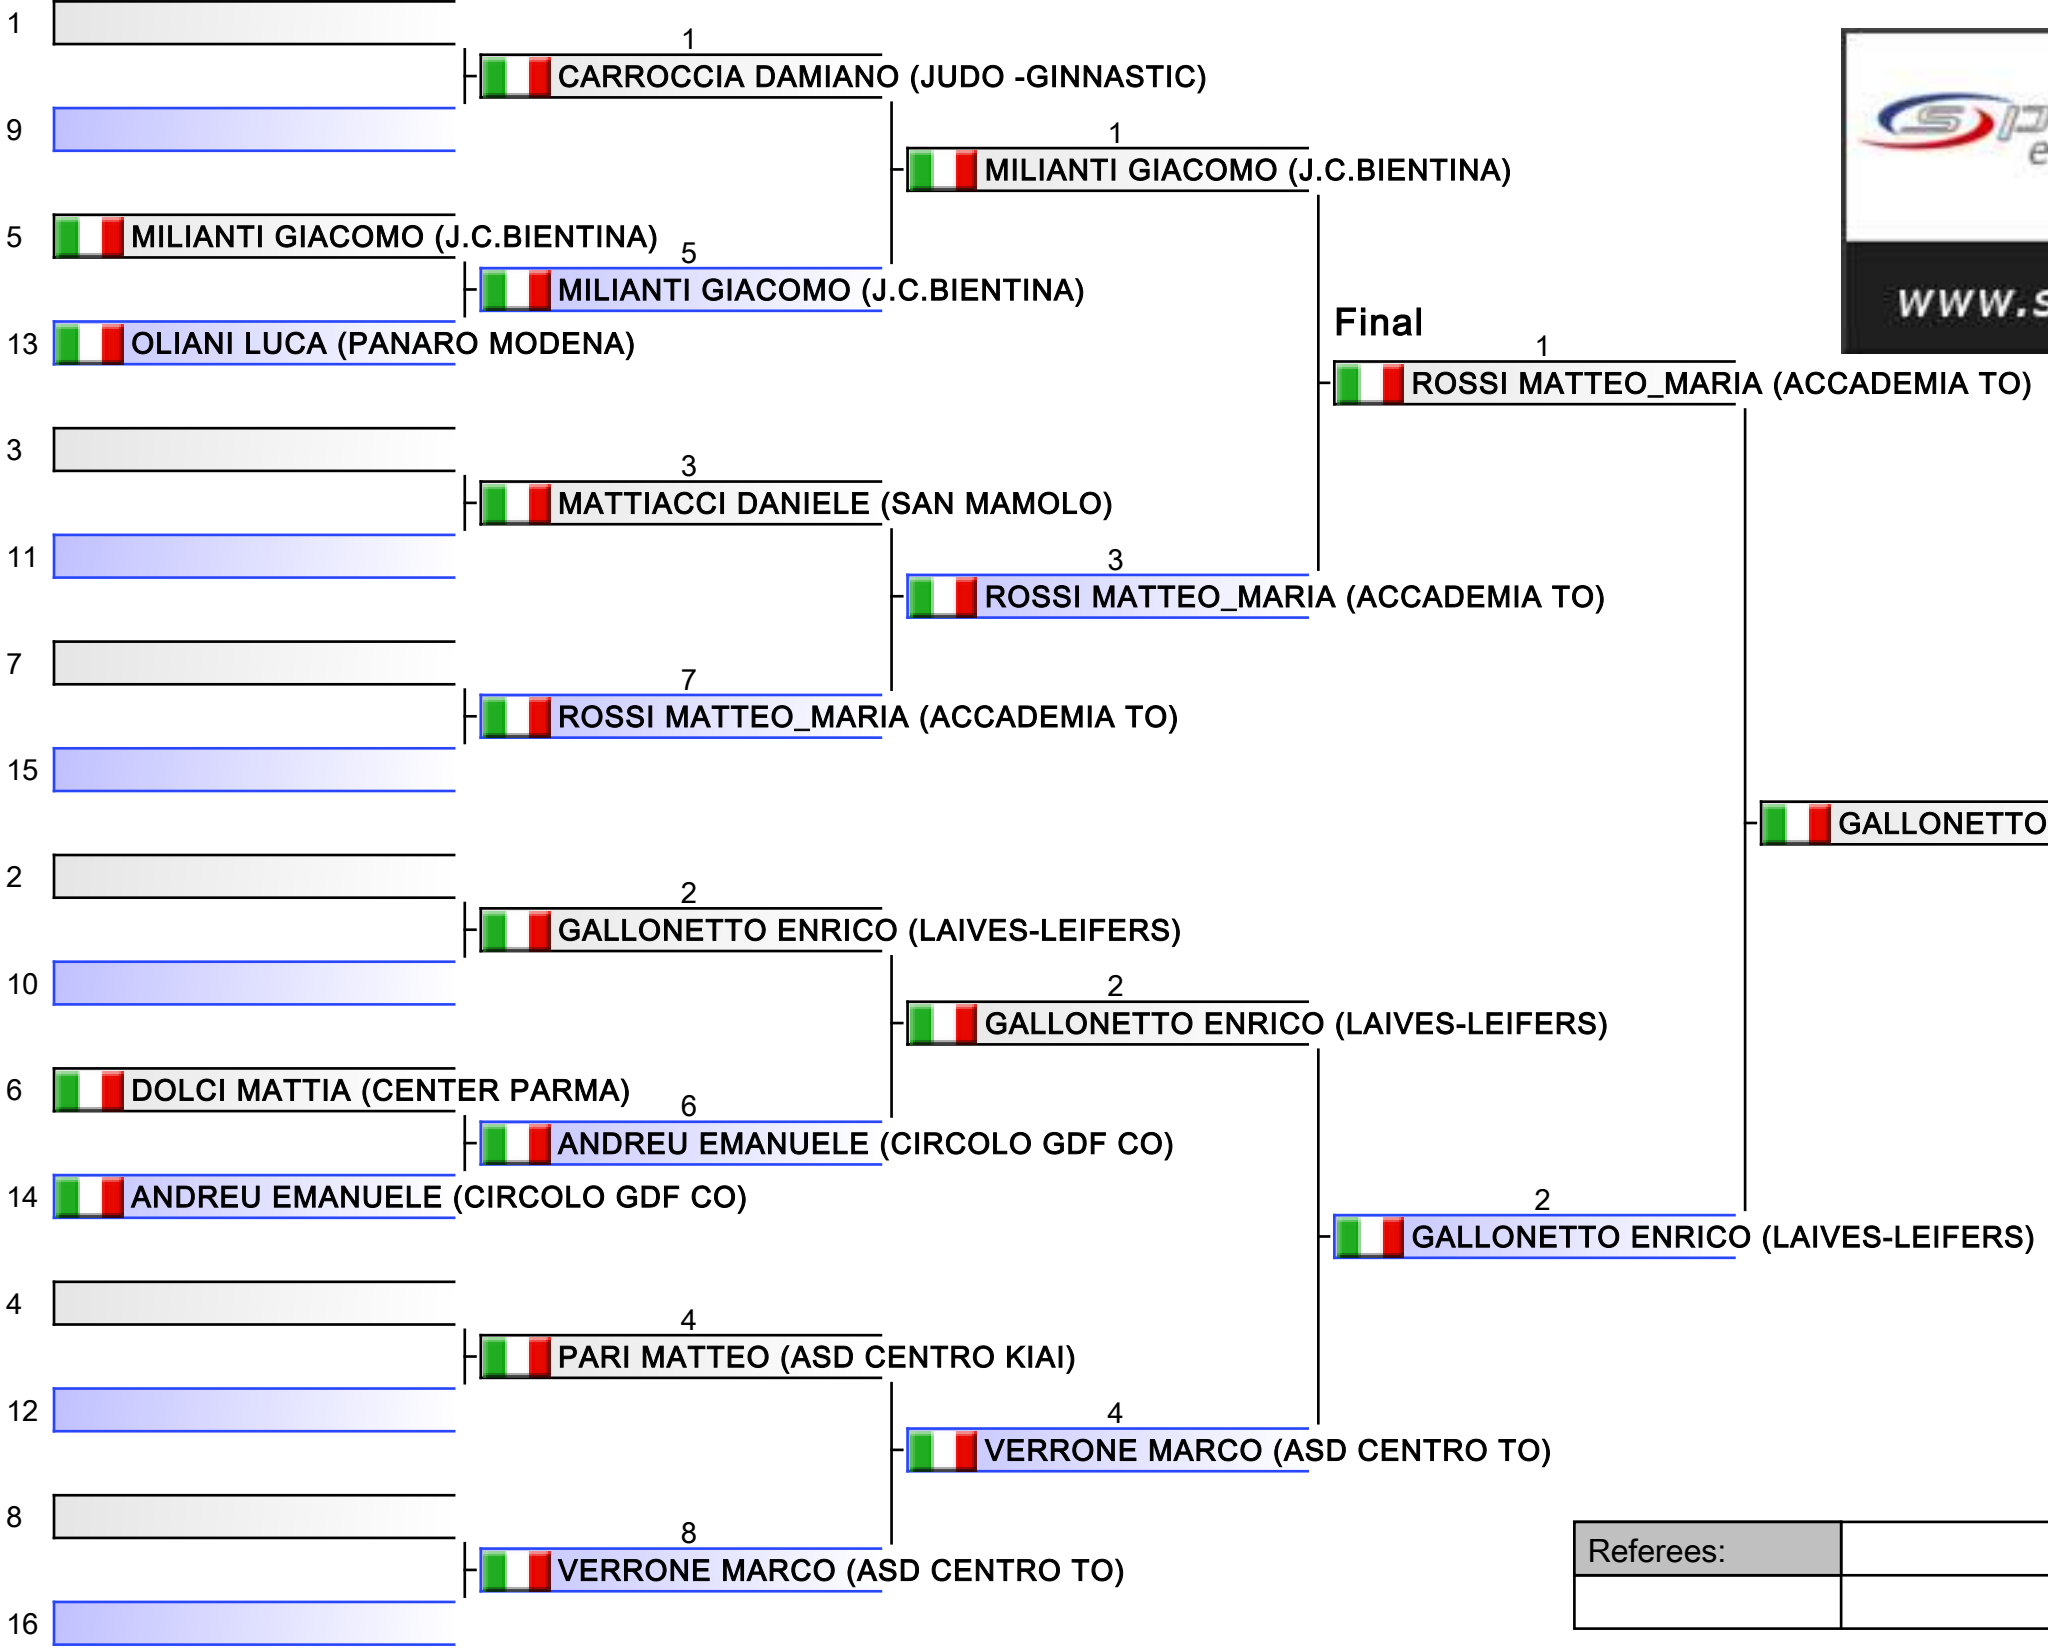 1
1
CARROCCIA DAMIANO (JUDO -GINNASTIC)
9
1
MILIANTI GIACOMO (J.C.BIENTINA)
5
MILIANTI GIACOMO (J.C.BIENTINA)
5
MILIANTI GIACOMO (J.C.BIENTINA)
13
OLIANI LUCA (PANARO MODENA)
Final
1
ROSSI MATTEO_MARIA (ACCADEMIA TO)
www.s
3
3
MATTIACCI DANIELE (SAN MAMOLO)
11
3
ROSSI MATTEO_MARIA (ACCADEMIA TO)
7
7
ROSSI MATTEO_MARIA (ACCADEMIA TO)
15
GALLONETTO
2
2
GALLONETTO ENRICO (LAIVES-LEIFERS)
10
2
GALLONETTO ENRICO (LAIVES-LEIFERS)
6
DOLCI MATTIA (CENTER PARMA)
6
ANDREU EMANUELE (CIRCOLO GDF CO)
14
ANDREU EMANUELE (CIRCOLO GDF CO)
2
GALLONETTO ENRICO (LAIVES-LEIFERS)
4
4
PARI MATTEO (ASD CENTRO KIAI)
12
4
VERRONE MARCO (ASD CENTRO TO)
8
8
VERRONE MARCO (ASD CENTRO TO)
16
Referees: